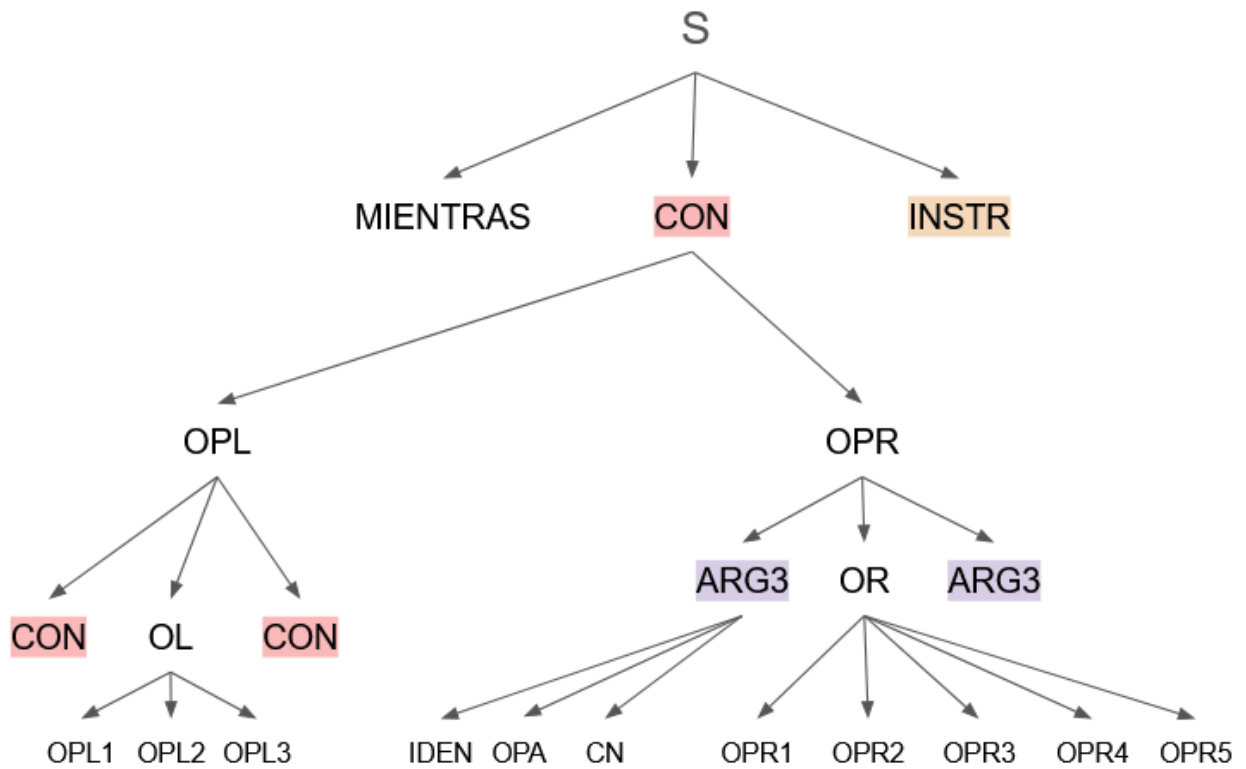 S
MIENTRAS CON INSTR
OPL OPR
ARG3 OR ARG3
CON OL CON
OPL1 OPL2 OPL3 IDEN OPA CN OPR1 OPR2 OPR3 OPR4 OPR5